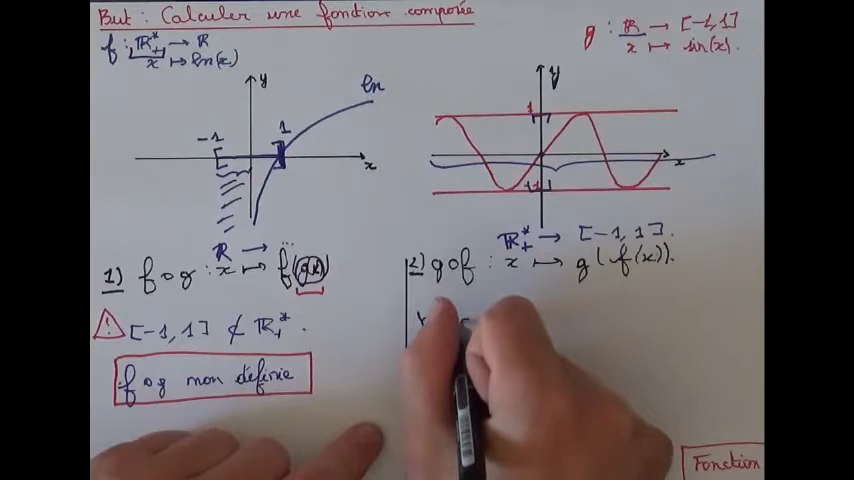 But : Calculer une fonction composée
f : ℝ₊* → ℝ
x ↦ ln(x)
g : ℝ → [-1,1]
x ↦ sin(x).
y
ln
-1
1
x
y
1
-1
x
ℝ → ...
1) f o g : x ↦ f(g(x))
ℝ₊* → [-1, 1].
2) g o f : x ↦ g(f(x)).
! [-1, 1] ⊄ ℝ₊*.
f o g non définie
Fonction